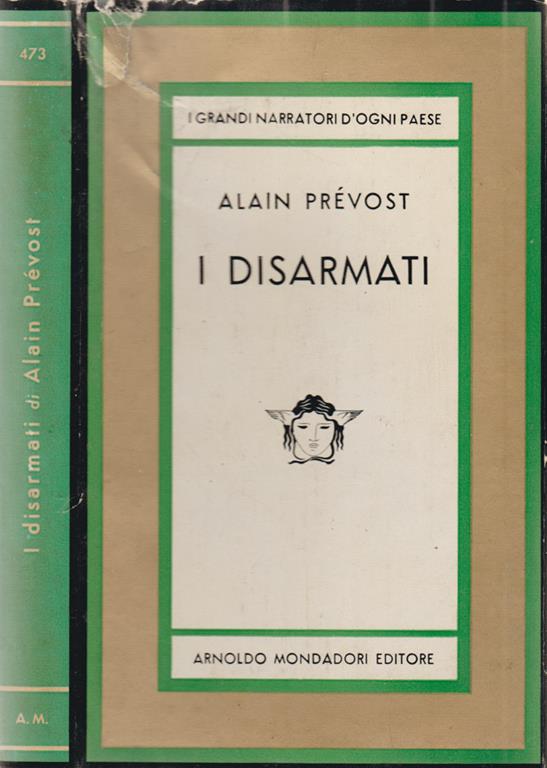 473
I disarmati di Alain Prévost
A.M.
I GRANDI NARRATORI D'OGNI PAESE
ALAIN PRÉVOST
I DISARMATI
ARNOLDO MONDADORI EDITORE